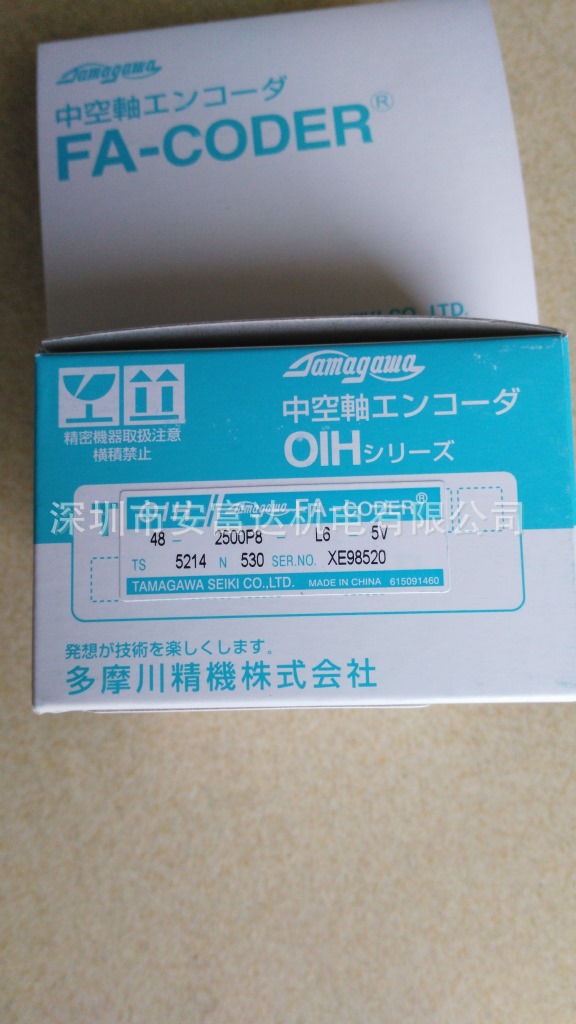 Tamagawa
中空軸エンコーダ
FA-CODER®
CO.,LTD.
Tamagawa
中空軸エンコーダ
OIHシリーズ
精密機器取扱注意
横積禁止
Tamagawa FA-CODER®
深圳市安富达机电有限公司
48 - 2500P8 - L6 - 5V
TS 5214 N 530 SER.NO. XE98520
TAMAGAWA SEIKI CO.,LTD. MADE IN CHINA 615091460
発想が技術を楽しくします。
多摩川精機株式会社